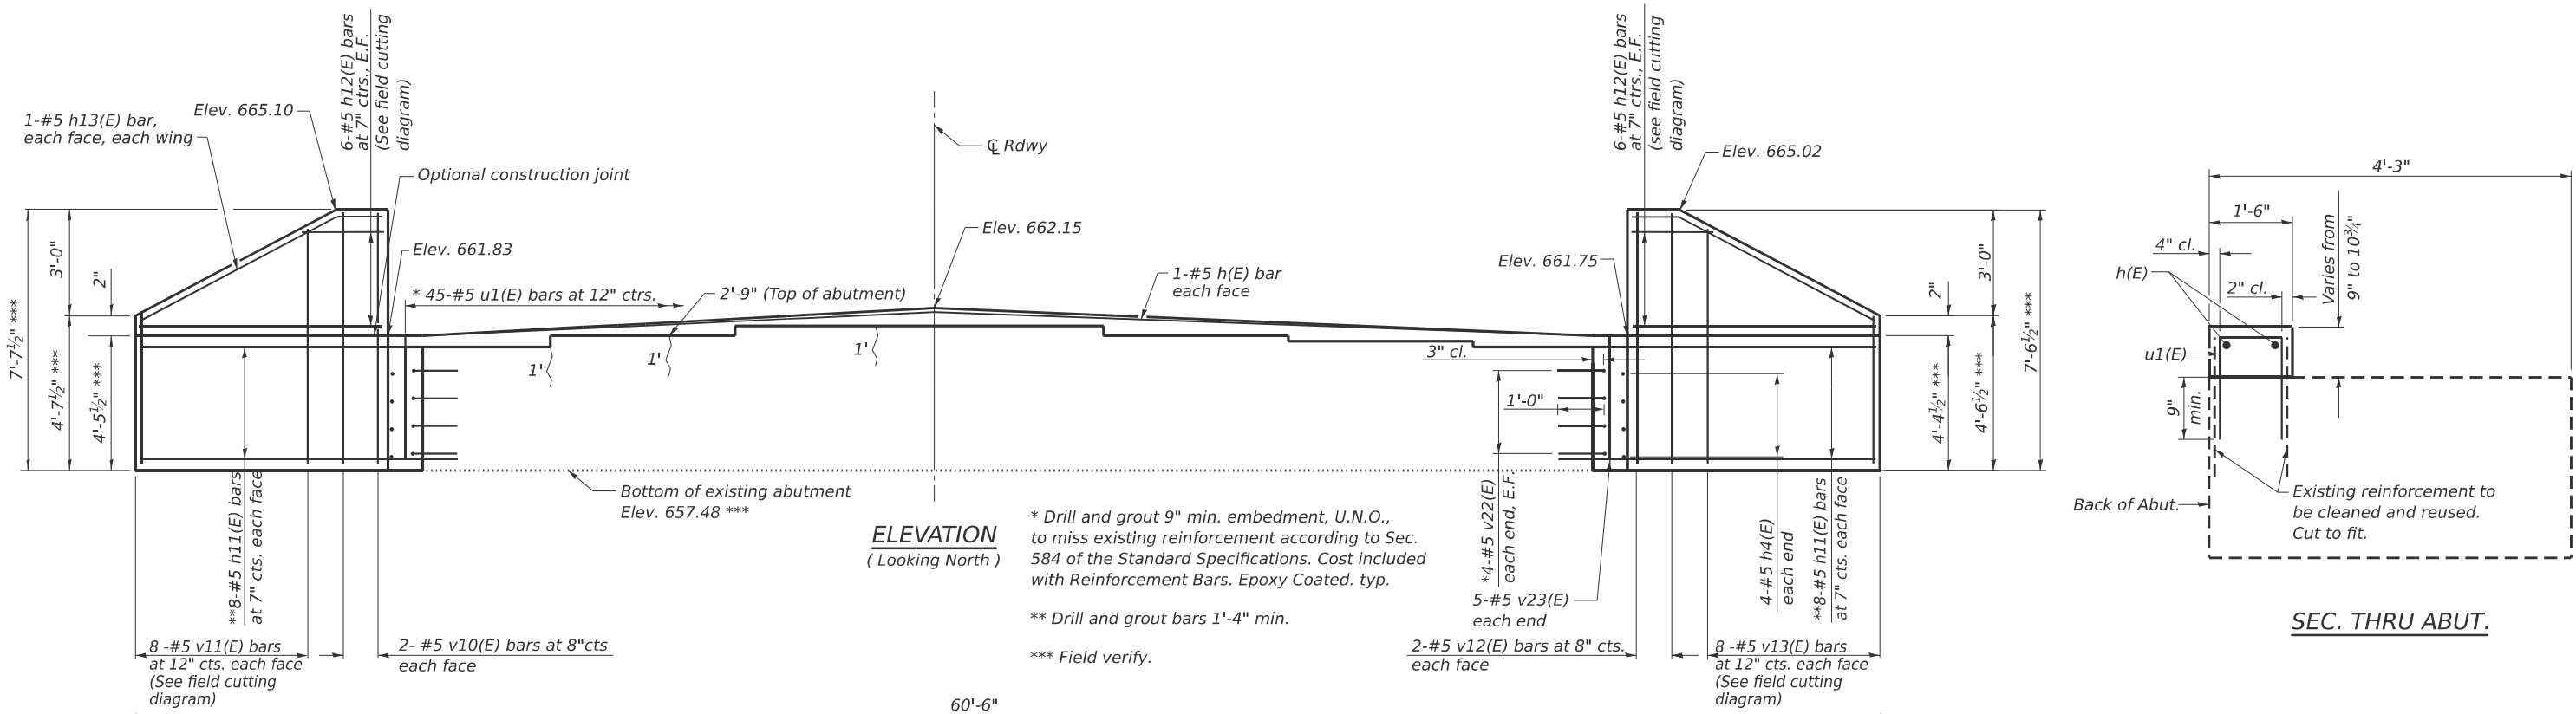 6-#5 h12(E) bars
at 7" ctrs., E.F.
(See field cutting
diagram)
Elev. 665.10
1-#5 h13(E) bar,
each face, each wing
Optional construction joint
Elev. 661.83
* 45-#5 u1(E) bars at 12" ctrs.
2'-9" (Top of abutment)
℄ Rdwy
Elev. 662.15
1-#5 h(E) bar
each face
6-#5 h12(E) bars
at 7" ctrs., E.F.
(see field cutting
diagram)
Elev. 665.02
Elev. 661.75
7'-7½" ***
3'-0"
4'-7½" ***
2"
4'-5½" ***
1'
1'
1'
3" cl.
1'-0"
2"
4'-4½" ***
3'-0"
4'-6½" ***
7'-6½" ***
**8-#5 h11(E) bars
at 7" cts. each face
8 -#5 v11(E) bars
at 12" cts. each face
(See field cutting
diagram)
2- #5 v10(E) bars at 8"cts
each face
Bottom of existing abutment
Elev. 657.48 ***
ELEVATION
( Looking North )
* Drill and grout 9" min. embedment, U.N.O.,
to miss existing reinforcement according to Sec.
584 of the Standard Specifications. Cost included
with Reinforcement Bars. Epoxy Coated. typ.
** Drill and grout bars 1'-4" min.
*** Field verify.
60'-6"
*4-#5 v22(E)
each end, E.F.
5-#5 v23(E)
each end
2-#5 v12(E) bars at 8" cts.
each face
4-#5 h4(E)
each end
**8-#5 h11(E) bars
at 7" cts. each face
8 -#5 v13(E) bars
at 12" cts. each face
(See field cutting
diagram)
4'-3"
1'-6"
4" cl.
h(E)
2" cl.
Varies from
9" to 10¾"
u1(E)
9"
min.
Back of Abut.
Existing reinforcement to
be cleaned and reused.
Cut to fit.
SEC. THRU ABUT.